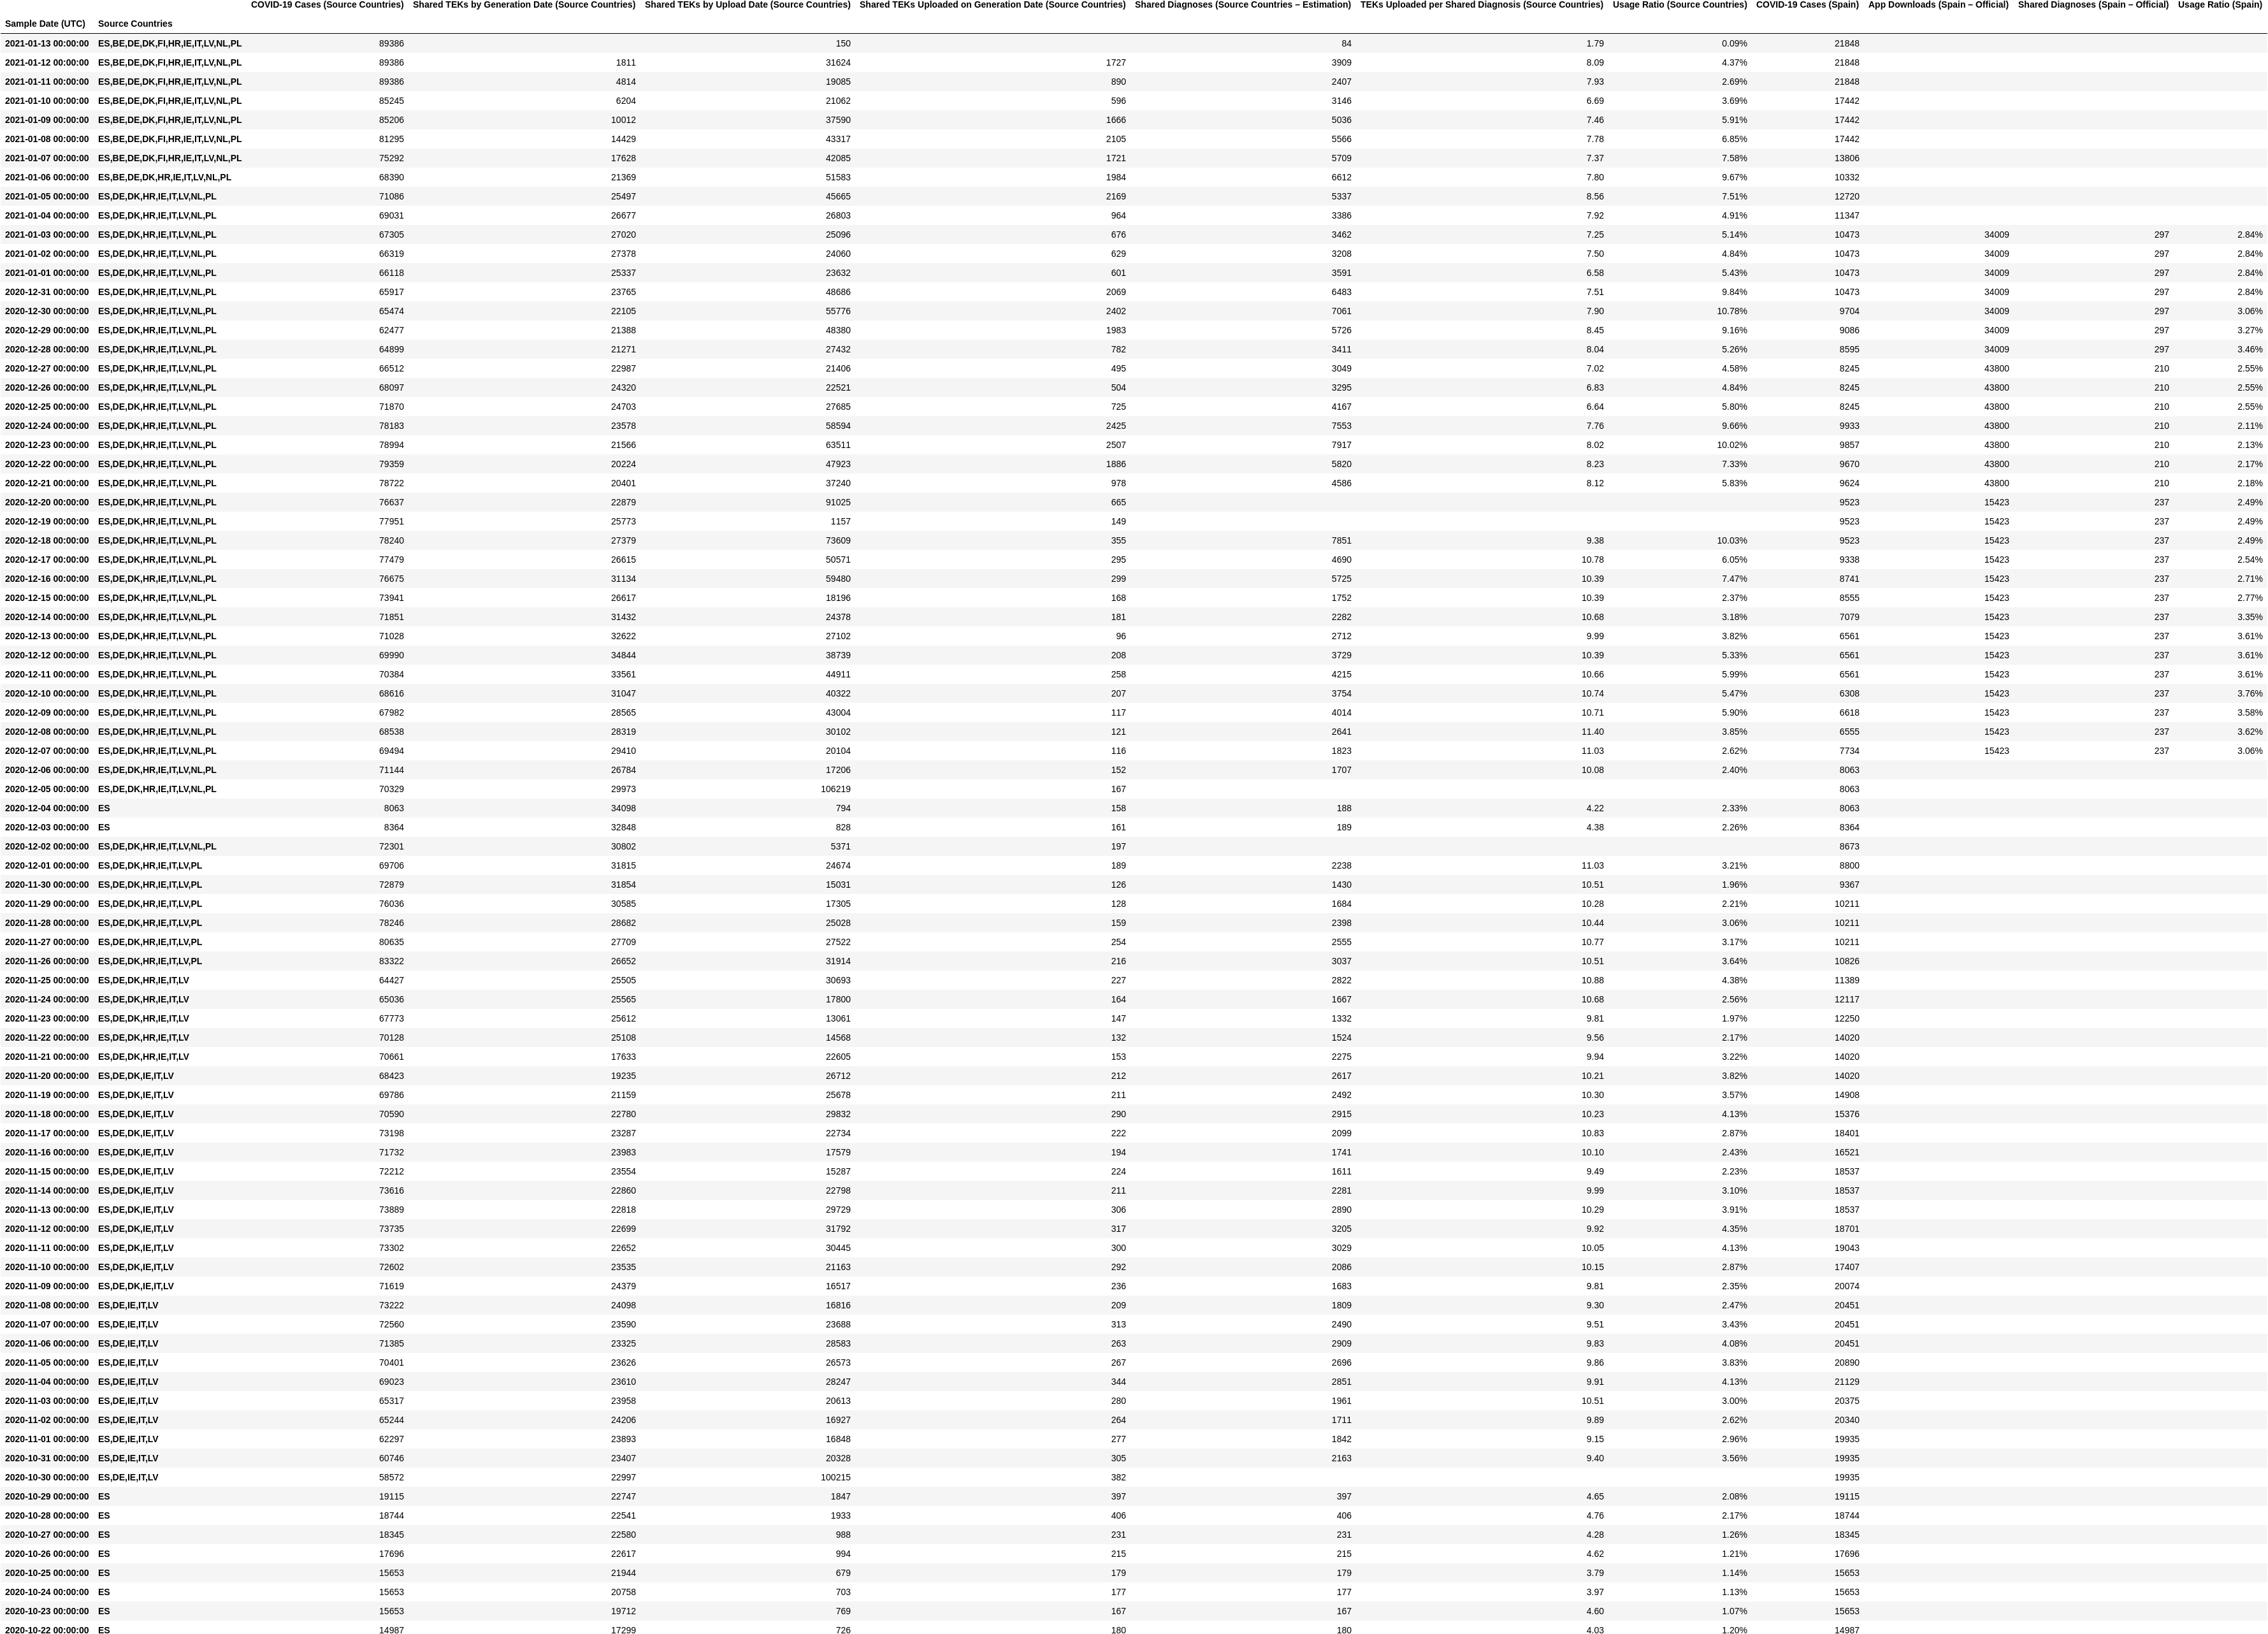 COVID-19 Cases (Source Countries) Shared TEKs by Generation Date (Source Countries) Shared TEKs by Upload Date (Source Countries) Shared TEKs Uploaded on Generation Date (Source Countries) Shared Diagnoses (Source Countries – Estimation) TEKs Uploaded per Shared Diagnosis (Source Countries) Usage Ratio (Source Countries) COVID-19 Cases (Spain) App Downloads (Spain – Official) Shared Diagnoses (Spain – Official) Usage Ratio (Spain)
Sample Date (UTC) Source Countries
2021-01-13 00:00:00 ES,BE,DE,DK,FI,HR,IE,IT,LV,NL,PL 89386 150 84 1.79 0.09% 21848
2021-01-12 00:00:00 ES,BE,DE,DK,FI,HR,IE,IT,LV,NL,PL 89386 1811 31624 1727 3909 8.09 4.37% 21848
2021-01-11 00:00:00 ES,BE,DE,DK,FI,HR,IE,IT,LV,NL,PL 89386 4814 19085 890 2407 7.93 2.69% 21848
2021-01-10 00:00:00 ES,BE,DE,DK,FI,HR,IE,IT,LV,NL,PL 85245 6204 21062 596 3146 6.69 3.69% 17442
2021-01-09 00:00:00 ES,BE,DE,DK,FI,HR,IE,IT,LV,NL,PL 85206 10012 37590 1666 5036 7.46 5.91% 17442
2021-01-08 00:00:00 ES,BE,DE,DK,FI,HR,IE,IT,LV,NL,PL 81295 14429 43317 2105 5566 7.78 6.85% 17442
2021-01-07 00:00:00 ES,BE,DE,DK,FI,HR,IE,IT,LV,NL,PL 75292 17628 42085 1721 5709 7.37 7.58% 13806
2021-01-06 00:00:00 ES,BE,DE,DK,HR,IE,IT,LV,NL,PL 68390 21369 51583 1984 6612 7.80 9.67% 10332
2021-01-05 00:00:00 ES,DE,DK,HR,IE,IT,LV,NL,PL 71086 25497 45665 2169 5337 8.56 7.51% 12720
2021-01-04 00:00:00 ES,DE,DK,HR,IE,IT,LV,NL,PL 69031 26677 26803 964 3386 7.92 4.91% 11347
2021-01-03 00:00:00 ES,DE,DK,HR,IE,IT,LV,NL,PL 67305 27020 25096 676 3462 7.25 5.14% 10473 34009 297 2.84%
2021-01-02 00:00:00 ES,DE,DK,HR,IE,IT,LV,NL,PL 66319 27378 24060 629 3208 7.50 4.84% 10473 34009 297 2.84%
2021-01-01 00:00:00 ES,DE,DK,HR,IE,IT,LV,NL,PL 66118 25337 23632 601 3591 6.58 5.43% 10473 34009 297 2.84%
2020-12-31 00:00:00 ES,DE,DK,HR,IE,IT,LV,NL,PL 65917 23765 48686 2069 6483 7.51 9.84% 10473 34009 297 2.84%
2020-12-30 00:00:00 ES,DE,DK,HR,IE,IT,LV,NL,PL 65474 22105 55776 2402 7061 7.90 10.78% 9704 34009 297 3.06%
2020-12-29 00:00:00 ES,DE,DK,HR,IE,IT,LV,NL,PL 62477 21388 48380 1983 5726 8.45 9.16% 9086 34009 297 3.27%
2020-12-28 00:00:00 ES,DE,DK,HR,IE,IT,LV,NL,PL 64899 21271 27432 782 3411 8.04 5.26% 8595 34009 297 3.46%
2020-12-27 00:00:00 ES,DE,DK,HR,IE,IT,LV,NL,PL 66512 22987 21406 495 3049 7.02 4.58% 8245 43800 210 2.55%
2020-12-26 00:00:00 ES,DE,DK,HR,IE,IT,LV,NL,PL 68097 24320 22521 504 3295 6.83 4.84% 8245 43800 210 2.55%
2020-12-25 00:00:00 ES,DE,DK,HR,IE,IT,LV,NL,PL 71870 24703 27685 725 4167 6.64 5.80% 8245 43800 210 2.55%
2020-12-24 00:00:00 ES,DE,DK,HR,IE,IT,LV,NL,PL 78183 23578 58594 2425 7553 7.76 9.66% 9933 43800 210 2.11%
2020-12-23 00:00:00 ES,DE,DK,HR,IE,IT,LV,NL,PL 78994 21566 63511 2507 7917 8.02 10.02% 9857 43800 210 2.13%
2020-12-22 00:00:00 ES,DE,DK,HR,IE,IT,LV,NL,PL 79359 20224 47923 1886 5820 8.23 7.33% 9670 43800 210 2.17%
2020-12-21 00:00:00 ES,DE,DK,HR,IE,IT,LV,NL,PL 78722 20401 37240 978 4586 8.12 5.83% 9624 43800 210 2.18%
2020-12-20 00:00:00 ES,DE,DK,HR,IE,IT,LV,NL,PL 76637 22879 91025 665 9523 15423 237 2.49%
2020-12-19 00:00:00 ES,DE,DK,HR,IE,IT,LV,NL,PL 77951 25773 1157 149 9523 15423 237 2.49%
2020-12-18 00:00:00 ES,DE,DK,HR,IE,IT,LV,NL,PL 78240 27379 73609 355 7851 9.38 10.03% 9523 15423 237 2.49%
2020-12-17 00:00:00 ES,DE,DK,HR,IE,IT,LV,NL,PL 77479 26615 50571 295 4690 10.78 6.05% 9338 15423 237 2.54%
2020-12-16 00:00:00 ES,DE,DK,HR,IE,IT,LV,NL,PL 76675 31134 59480 299 5725 10.39 7.47% 8741 15423 237 2.71%
2020-12-15 00:00:00 ES,DE,DK,HR,IE,IT,LV,NL,PL 73941 26617 18196 168 1752 10.39 2.37% 8555 15423 237 2.77%
2020-12-14 00:00:00 ES,DE,DK,HR,IE,IT,LV,NL,PL 71851 31432 24378 181 2282 10.68 3.18% 7079 15423 237 3.35%
2020-12-13 00:00:00 ES,DE,DK,HR,IE,IT,LV,NL,PL 71028 32622 27102 96 2712 9.99 3.82% 6561 15423 237 3.61%
2020-12-12 00:00:00 ES,DE,DK,HR,IE,IT,LV,NL,PL 69990 34844 38739 208 3729 10.39 5.33% 6561 15423 237 3.61%
2020-12-11 00:00:00 ES,DE,DK,HR,IE,IT,LV,NL,PL 70384 33561 44911 258 4215 10.66 5.99% 6561 15423 237 3.61%
2020-12-10 00:00:00 ES,DE,DK,HR,IE,IT,LV,NL,PL 68616 31047 40322 207 3754 10.74 5.47% 6308 15423 237 3.76%
2020-12-09 00:00:00 ES,DE,DK,HR,IE,IT,LV,NL,PL 67982 28565 43004 117 4014 10.71 5.90% 6618 15423 237 3.58%
2020-12-08 00:00:00 ES,DE,DK,HR,IE,IT,LV,NL,PL 68538 28319 30102 121 2641 11.40 3.85% 6555 15423 237 3.62%
2020-12-07 00:00:00 ES,DE,DK,HR,IE,IT,LV,NL,PL 69494 29410 20104 116 1823 11.03 2.62% 7734 15423 237 3.06%
2020-12-06 00:00:00 ES,DE,DK,HR,IE,IT,LV,NL,PL 71144 26784 17206 152 1707 10.08 2.40% 8063
2020-12-05 00:00:00 ES,DE,DK,HR,IE,IT,LV,NL,PL 70329 29973 106219 167 8063
2020-12-04 00:00:00 ES 8063 34098 794 158 188 4.22 2.33% 8063
2020-12-03 00:00:00 ES 8364 32848 828 161 189 4.38 2.26% 8364
2020-12-02 00:00:00 ES,DE,DK,HR,IE,IT,LV,NL,PL 72301 30802 5371 197 8673
2020-12-01 00:00:00 ES,DE,DK,HR,IE,IT,LV,PL 69706 31815 24674 189 2238 11.03 3.21% 8800
2020-11-30 00:00:00 ES,DE,DK,HR,IE,IT,LV,PL 72879 31854 15031 126 1430 10.51 1.96% 9367
2020-11-29 00:00:00 ES,DE,DK,HR,IE,IT,LV,PL 76036 30585 17305 128 1684 10.28 2.21% 10211
2020-11-28 00:00:00 ES,DE,DK,HR,IE,IT,LV,PL 78246 28682 25028 159 2398 10.44 3.06% 10211
2020-11-27 00:00:00 ES,DE,DK,HR,IE,IT,LV,PL 80635 27709 27522 254 2555 10.77 3.17% 10211
2020-11-26 00:00:00 ES,DE,DK,HR,IE,IT,LV,PL 83322 26652 31914 216 3037 10.51 3.64% 10826
2020-11-25 00:00:00 ES,DE,DK,HR,IE,IT,LV 64427 25505 30693 227 2822 10.88 4.38% 11389
2020-11-24 00:00:00 ES,DE,DK,HR,IE,IT,LV 65036 25565 17800 164 1667 10.68 2.56% 12117
2020-11-23 00:00:00 ES,DE,DK,HR,IE,IT,LV 67773 25612 13061 147 1332 9.81 1.97% 12250
2020-11-22 00:00:00 ES,DE,DK,HR,IE,IT,LV 70128 25108 14568 132 1524 9.56 2.17% 14020
2020-11-21 00:00:00 ES,DE,DK,HR,IE,IT,LV 70661 17633 22605 153 2275 9.94 3.22% 14020
2020-11-20 00:00:00 ES,DE,DK,IE,IT,LV 68423 19235 26712 212 2617 10.21 3.82% 14020
2020-11-19 00:00:00 ES,DE,DK,IE,IT,LV 69786 21159 25678 211 2492 10.30 3.57% 14908
2020-11-18 00:00:00 ES,DE,DK,IE,IT,LV 70590 22780 29832 290 2915 10.23 4.13% 15376
2020-11-17 00:00:00 ES,DE,DK,IE,IT,LV 73198 23287 22734 222 2099 10.83 2.87% 18401
2020-11-16 00:00:00 ES,DE,DK,IE,IT,LV 71732 23983 17579 194 1741 10.10 2.43% 16521
2020-11-15 00:00:00 ES,DE,DK,IE,IT,LV 72212 23554 15287 224 1611 9.49 2.23% 18537
2020-11-14 00:00:00 ES,DE,DK,IE,IT,LV 73616 22860 22798 211 2281 9.99 3.10% 18537
2020-11-13 00:00:00 ES,DE,DK,IE,IT,LV 73889 22818 29729 306 2890 10.29 3.91% 18537
2020-11-12 00:00:00 ES,DE,DK,IE,IT,LV 73735 22699 31792 317 3205 9.92 4.35% 18701
2020-11-11 00:00:00 ES,DE,DK,IE,IT,LV 73302 22652 30445 300 3029 10.05 4.13% 19043
2020-11-10 00:00:00 ES,DE,DK,IE,IT,LV 72602 23535 21163 292 2086 10.15 2.87% 17407
2020-11-09 00:00:00 ES,DE,DK,IE,IT,LV 71619 24379 16517 236 1683 9.81 2.35% 20074
2020-11-08 00:00:00 ES,DE,IE,IT,LV 73222 24098 16816 209 1809 9.30 2.47% 20451
2020-11-07 00:00:00 ES,DE,IE,IT,LV 72560 23590 23688 313 2490 9.51 3.43% 20451
2020-11-06 00:00:00 ES,DE,IE,IT,LV 71385 23325 28583 263 2909 9.83 4.08% 20451
2020-11-05 00:00:00 ES,DE,IE,IT,LV 70401 23626 26573 267 2696 9.86 3.83% 20890
2020-11-04 00:00:00 ES,DE,IE,IT,LV 69023 23610 28247 344 2851 9.91 4.13% 21129
2020-11-03 00:00:00 ES,DE,IE,IT,LV 65317 23958 20613 280 1961 10.51 3.00% 20375
2020-11-02 00:00:00 ES,DE,IE,IT,LV 65244 24206 16927 264 1711 9.89 2.62% 20340
2020-11-01 00:00:00 ES,DE,IE,IT,LV 62297 23893 16848 277 1842 9.15 2.96% 19935
2020-10-31 00:00:00 ES,DE,IE,IT,LV 60746 23407 20328 305 2163 9.40 3.56% 19935
2020-10-30 00:00:00 ES,DE,IE,IT,LV 58572 22997 100215 382 19935
2020-10-29 00:00:00 ES 19115 22747 1847 397 397 4.65 2.08% 19115
2020-10-28 00:00:00 ES 18744 22541 1933 406 406 4.76 2.17% 18744
2020-10-27 00:00:00 ES 18345 22580 988 231 231 4.28 1.26% 18345
2020-10-26 00:00:00 ES 17696 22617 994 215 215 4.62 1.21% 17696
2020-10-25 00:00:00 ES 15653 21944 679 179 179 3.79 1.14% 15653
2020-10-24 00:00:00 ES 15653 20758 703 177 177 3.97 1.13% 15653
2020-10-23 00:00:00 ES 15653 19712 769 167 167 4.60 1.07% 15653
2020-10-22 00:00:00 ES 14987 17299 726 180 180 4.03 1.20% 14987